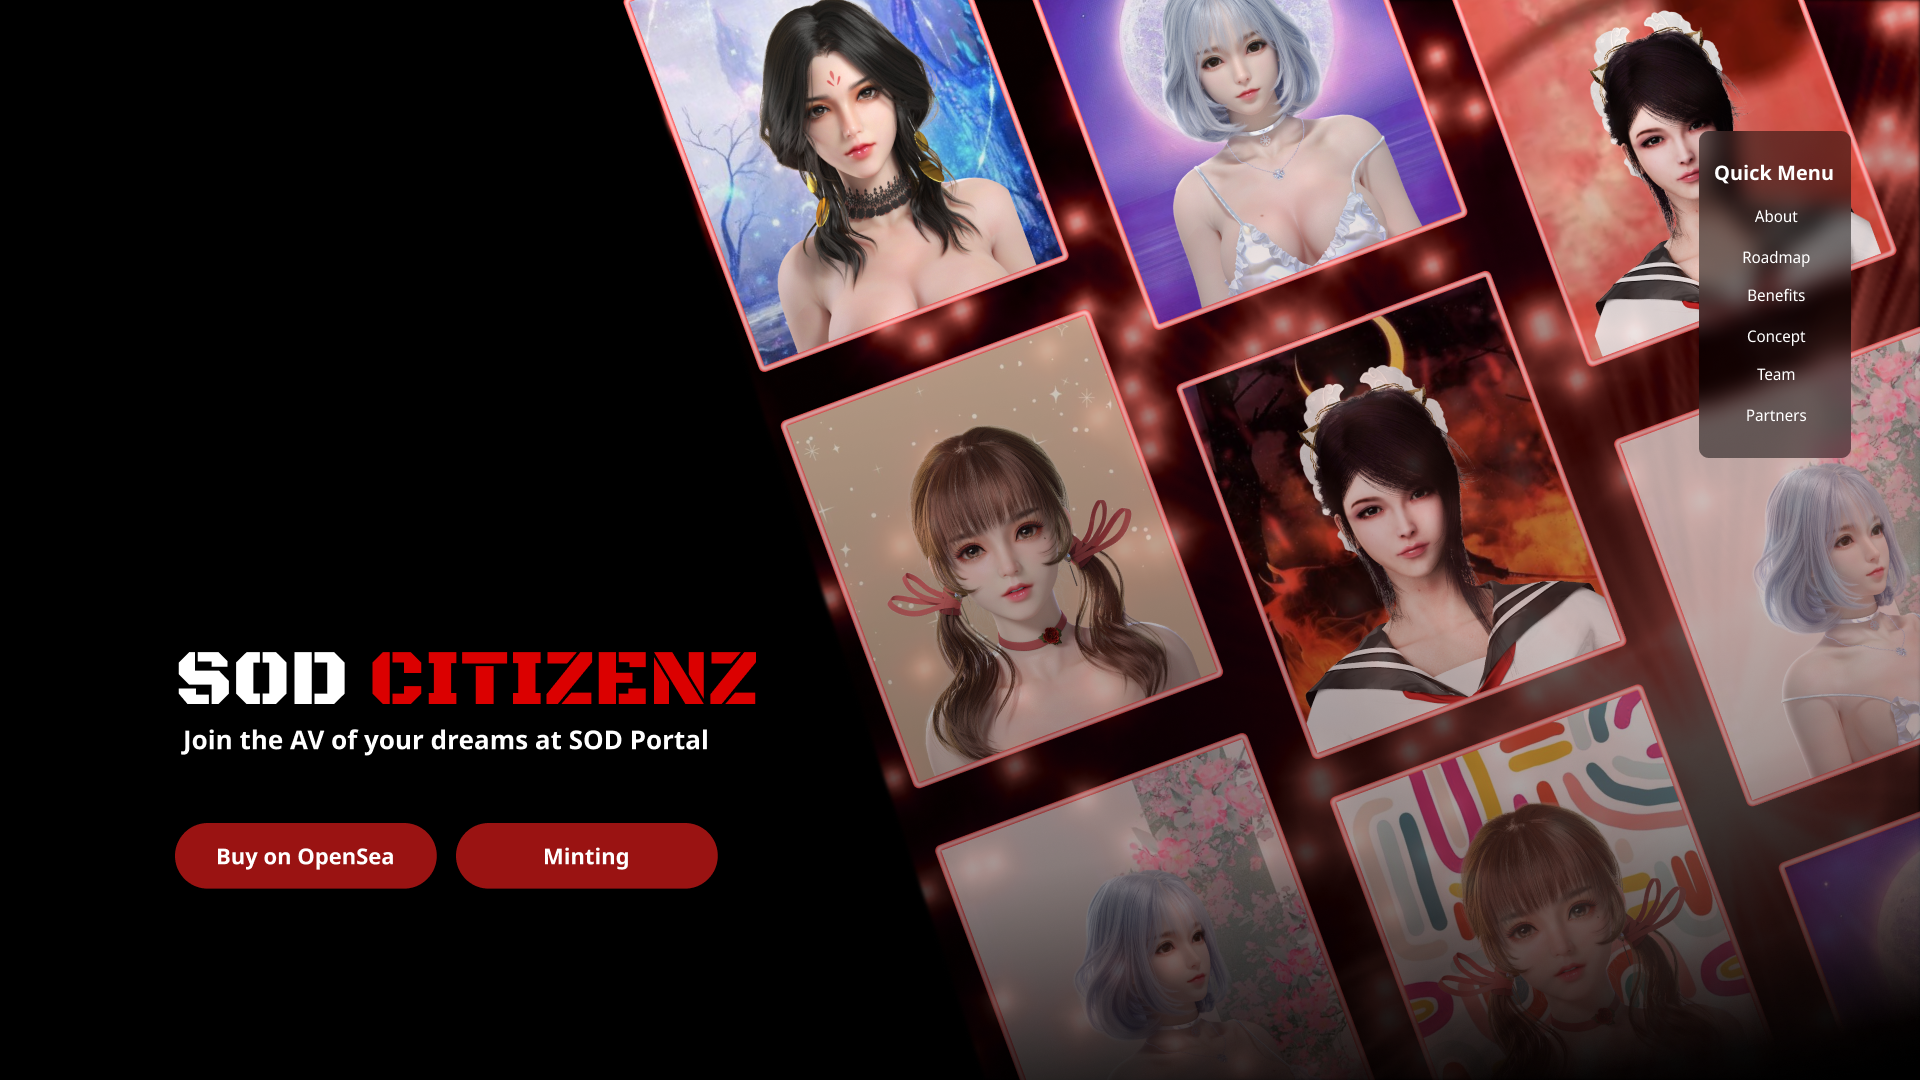 SOD CITIZENZ
Join the AV of your dreams at SOD Portal
Buy on OpenSea
Minting
Quick Menu
About
Roadmap
Benefits
Concept
Team
Partners